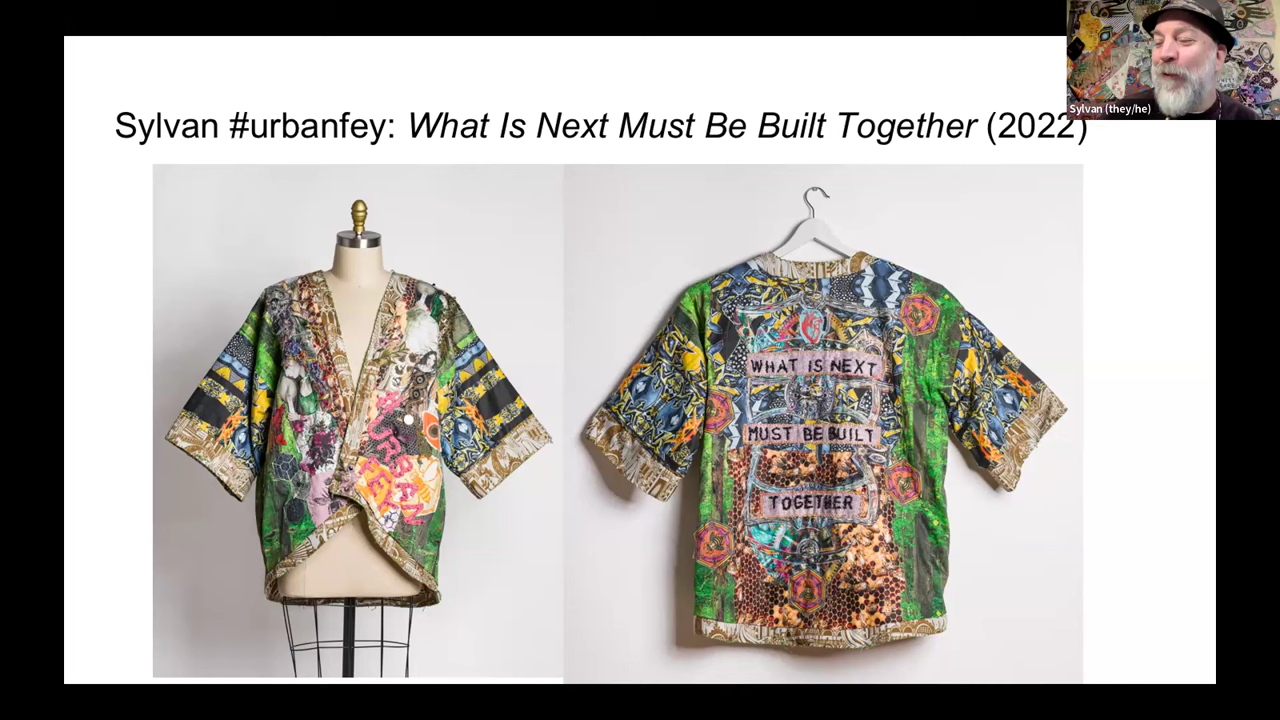 Sylvan #urbanfey: What Is Next Must Be Built Together (2022)
Sylvan (they/he)
URBAN
FEY
WHAT IS NEXT
MUST BE BUILT
TOGETHER